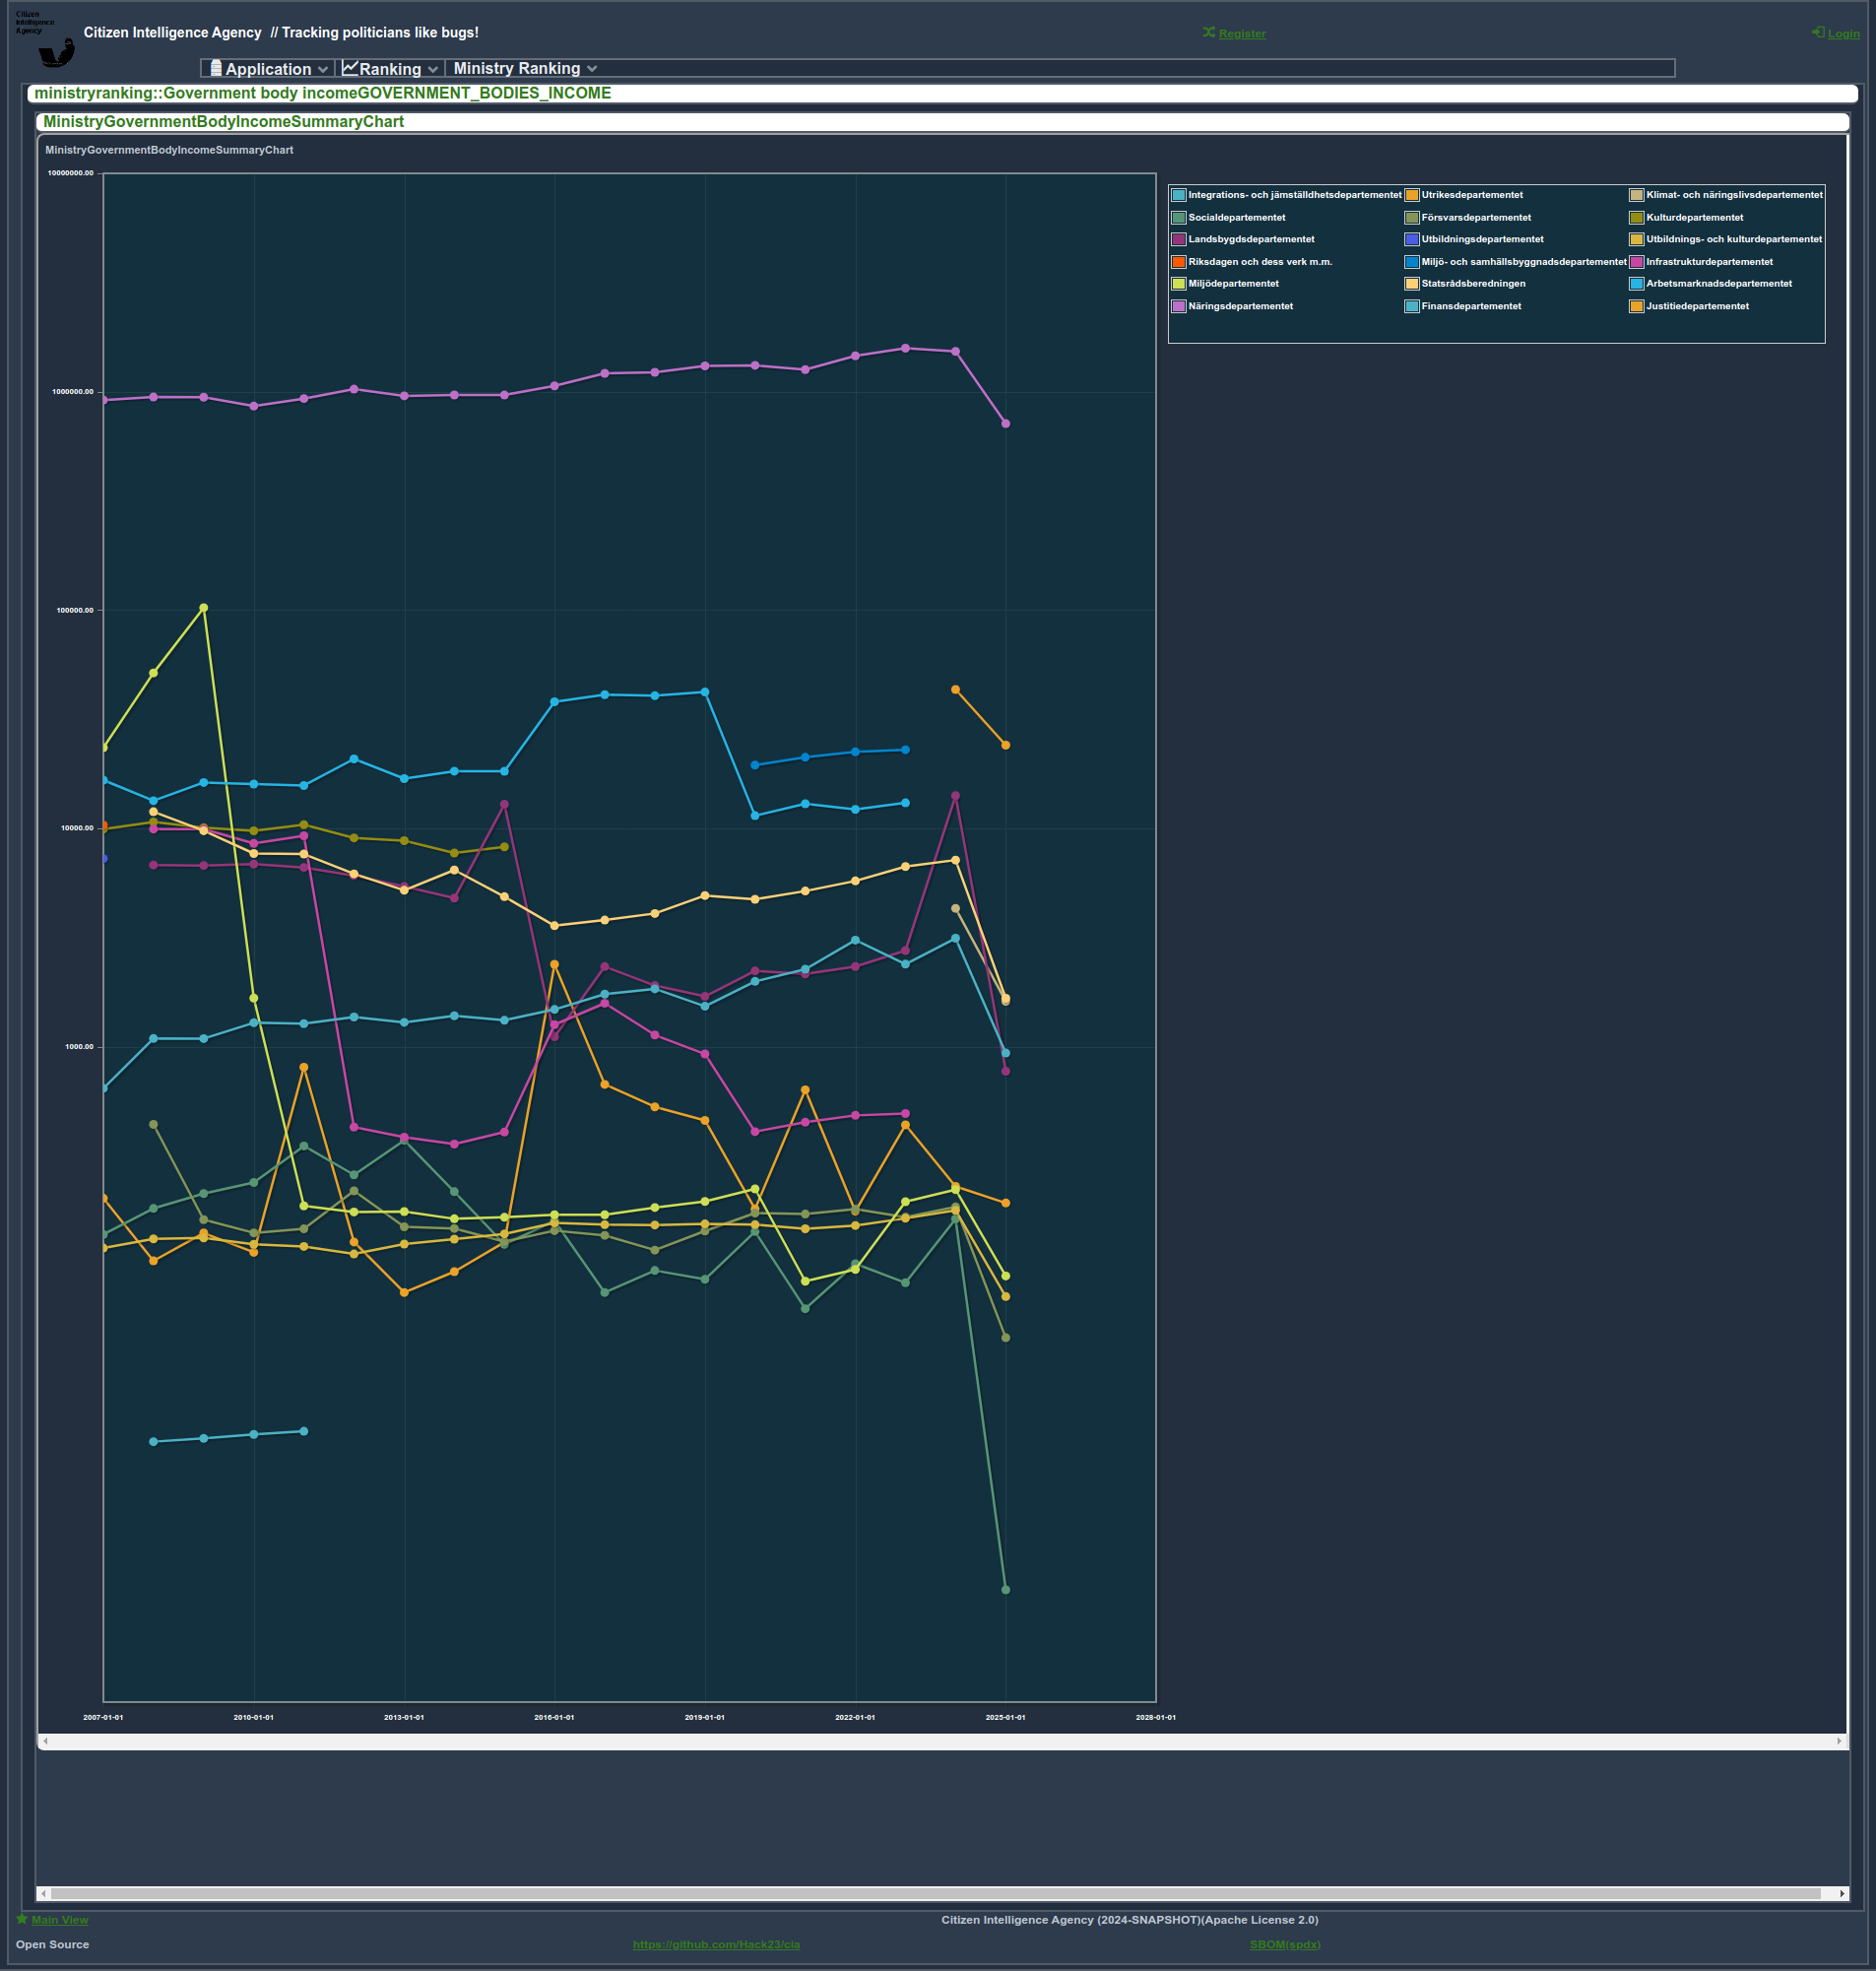 Citizen
Intelligence
Agency
Citizen Intelligence Agency // Tracking politicians like bugs!
Register
Login
Application
Ranking
Ministry Ranking
ministryranking::Government body incomeGOVERNMENT_BODIES_INCOME
MinistryGovernmentBodyIncomeSummaryChart
MinistryGovernmentBodyIncomeSummaryChart
10000000.00
1000000.00
100000.00
10000.00
1000.00
2007-01-01
2010-01-01
2013-01-01
2016-01-01
2019-01-01
2022-01-01
2025-01-01
2028-01-01
Integrations- och jämställdhetsdepartementet
Utrikesdepartementet
Klimat- och näringslivsdepartementet
Socialdepartementet
Försvarsdepartementet
Kulturdepartementet
Landsbygdsdepartementet
Utbildningsdepartementet
Utbildnings- och kulturdepartementet
Riksdagen och dess verk m.m.
Miljö- och samhällsbyggnadsdepartementet
Infrastrukturdepartementet
Miljödepartementet
Statsrådsberedningen
Arbetsmarknadsdepartementet
Näringsdepartementet
Finansdepartementet
Justitiedepartementet
Main View
Citizen Intelligence Agency (2024-SNAPSHOT)(Apache License 2.0)
Open Source
https://github.com/Hack23/cia
SBOM(spdx)